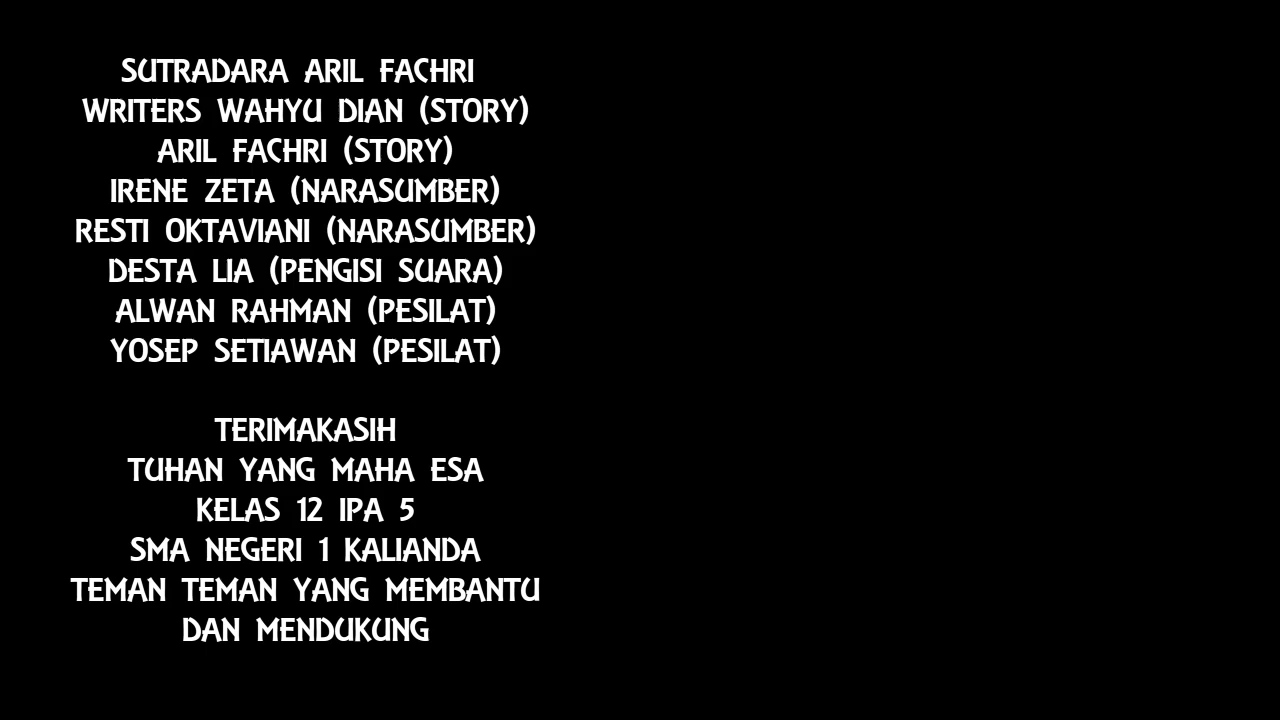 SUTRADARA ARIL FACHRI
WRITERS WAHYU DIAN (STORY)
ARIL FACHRI (STORY)
IRENE ZETA (NARASUMBER)
RESTI OKTAVIANI (NARASUMBER)
DESTA LIA (PENGISI SUARA)
ALWAN RAHMAN (PESILAT)
YOSEP SETIAWAN (PESILAT)
TERIMAKASIH
TUHAN YANG MAHA ESA
KELAS 12 IPA 5
SMA NEGERI 1 KALIANDA
TEMAN TEMAN YANG MEMBANTU
DAN MENDUKUNG